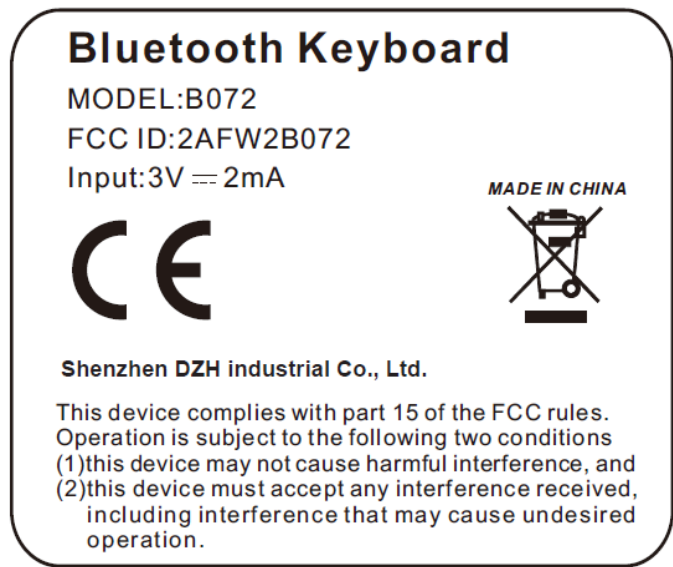 Bluetooth Keyboard
MODEL:B072
FCC ID:2AFW2B072
Input:3V ⎓ 2mA
MADE IN CHINA
CE
Shenzhen DZH industrial Co., Ltd.
This device complies with part 15 of the FCC rules.
Operation is subject to the following two conditions
(1)this device may not cause harmful interference, and
(2)this device must accept any interference received,
including interference that may cause undesired
operation.